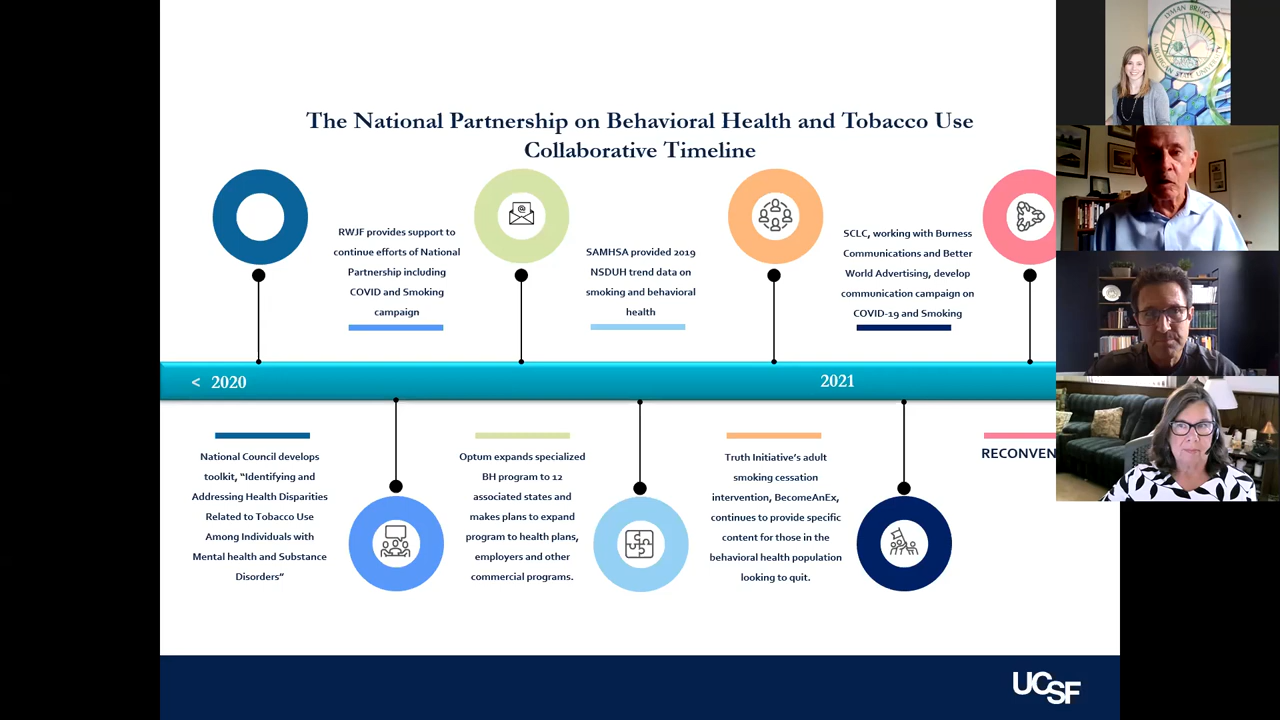 The National Partnership on Behavioral Health and Tobacco Use
Collaborative Timeline
RWJF provides support to
continue efforts of National
Partnership including
COVID and Smoking
campaign
SAMHSA provided 2019
NSDUH trend data on
smoking and behavioral
health
SCLC, working with Burness
Communications and Better
World Advertising, develop
communication campaign on
COVID-19 and Smoking
< 2020
2021
National Council develops
toolkit, “Identifying and
Addressing Health Disparities
Related to Tobacco Use
Among Individuals with
Mental health and Substance
Disorders”
Optum expands specialized
BH program to 12
associated states and
makes plans to expand
program to health plans,
employers and other
commercial programs.
Truth Initiative’s adult
smoking cessation
intervention, BecomeAnEx,
continues to provide specific
content for those in the
behavioral health population
looking to quit.
RECONVEN
UCSF
LYMAN BRIGGS
MICHIGAN STATE UNIVERSITY